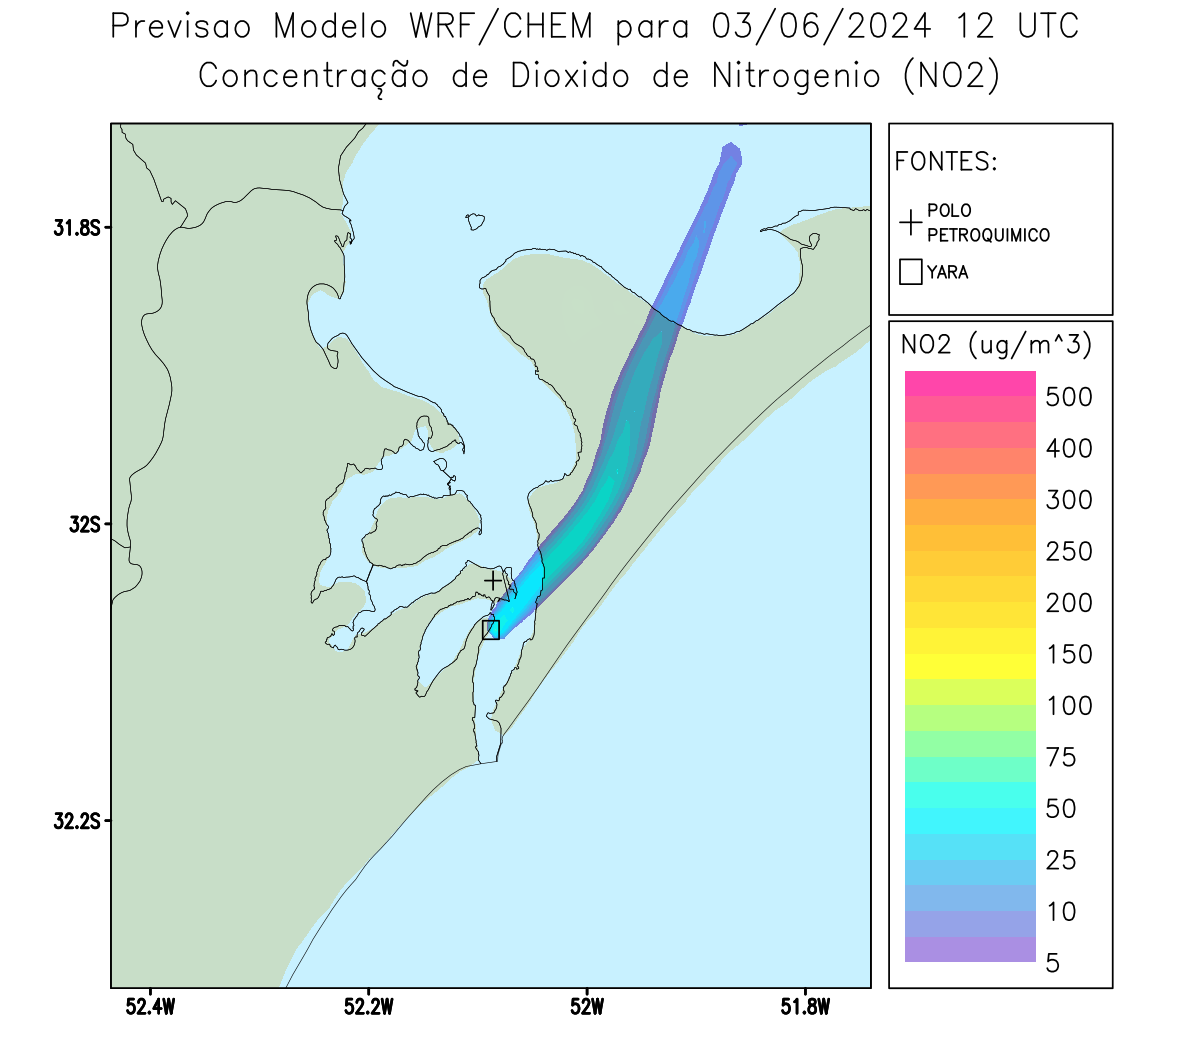 Previsao Modelo WRF/CHEM para 03/06/2024 12 UTC
Concentração de Dioxido de Nitrogenio (NO2)
FONTES:
POLO
PETROQUIMICO
YARA
31.8S
32S
32.2S
52.4W
52.2W
52W
51.8W
NO2 (ug/m^3)
500
400
300
250
200
150
100
75
50
25
10
5